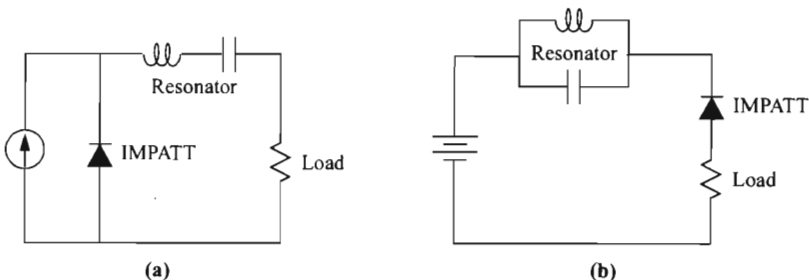 Resonator
IMPATT
Load
(a)
Resonator
IMPATT
Load
(b)